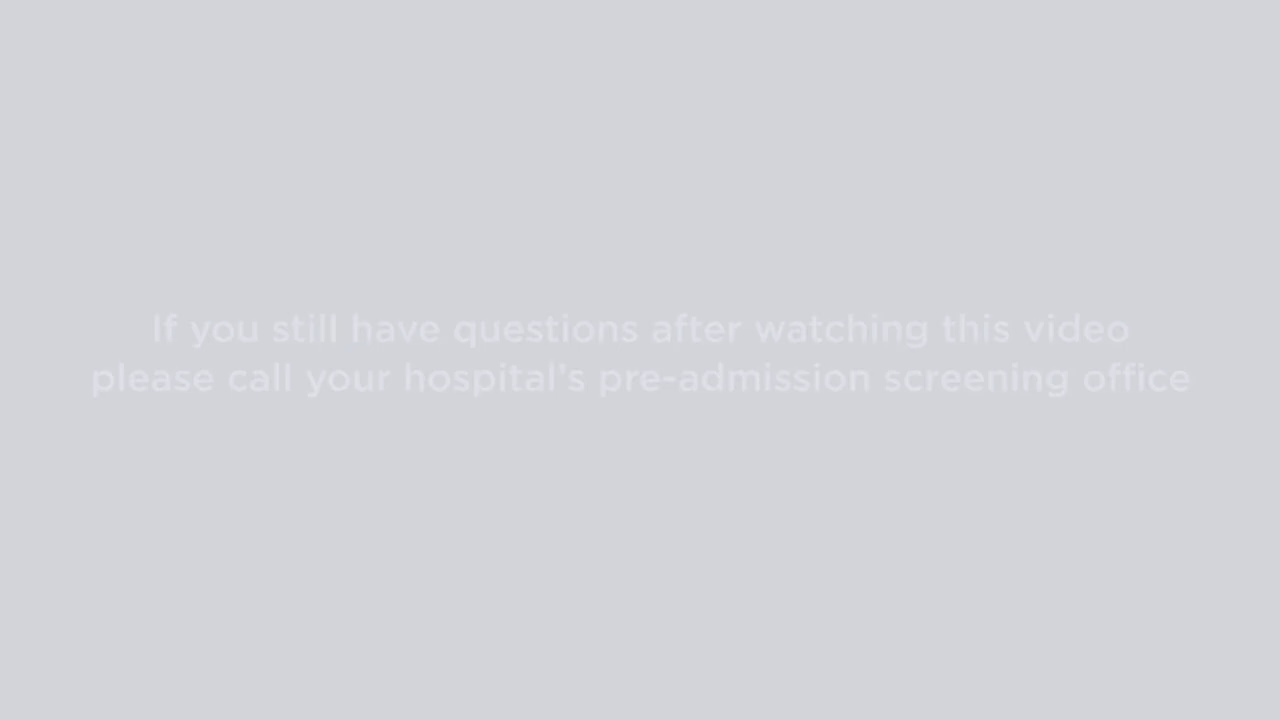 If you still have questions after watching this video
please call your hospital's pre-admission screening office